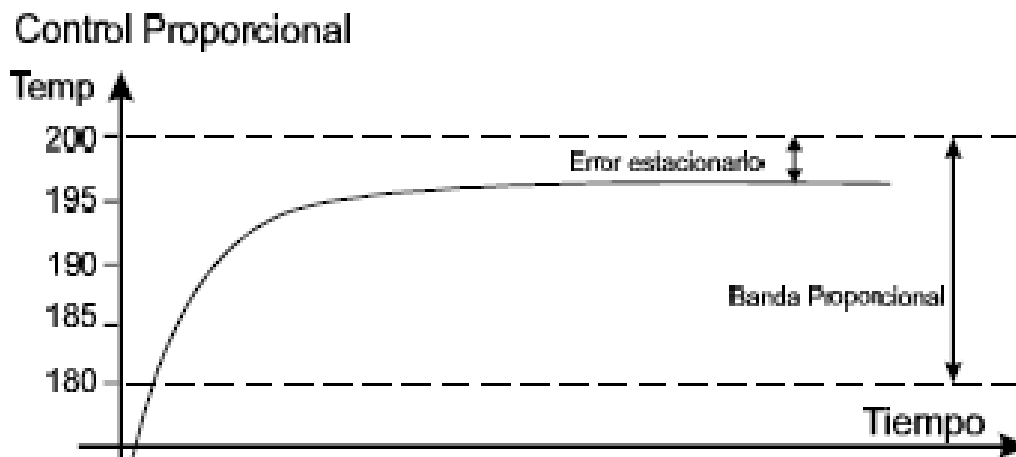 Control Proporcional
Temp
200
Error estacionario
195
190
Banda Proporcional
185
180
Tiempo